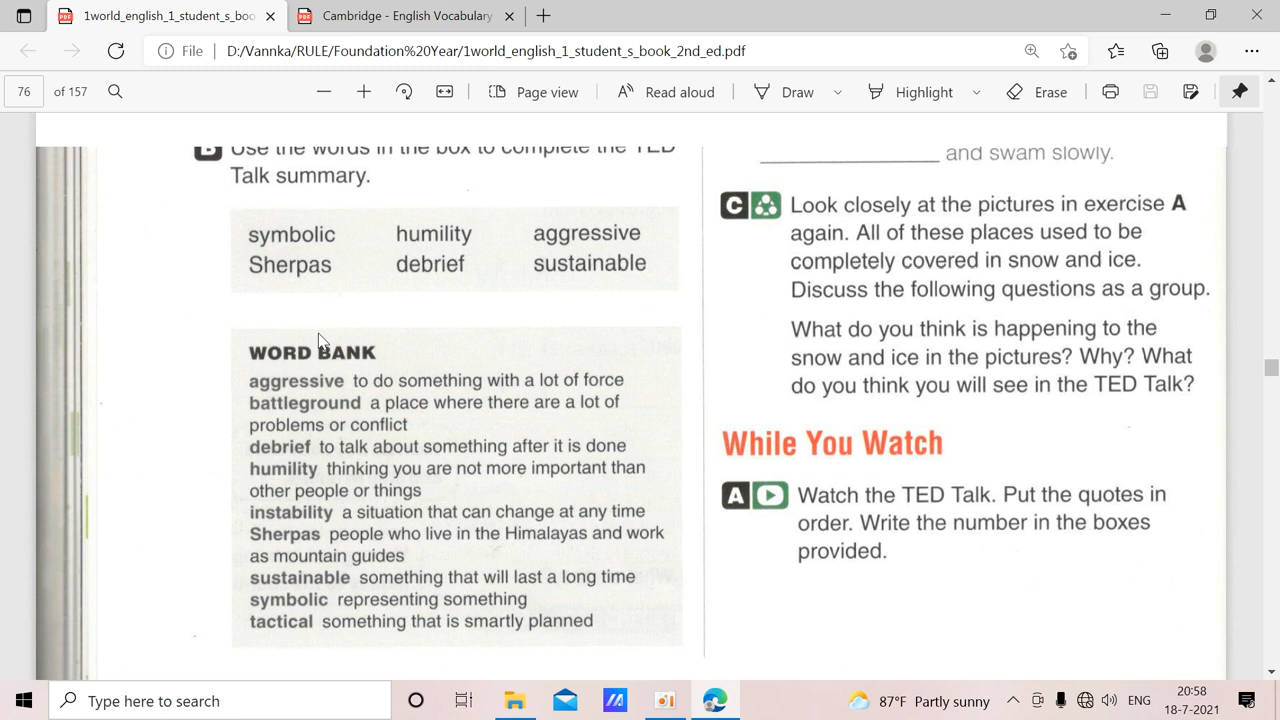 1world_english_1_student_s_boo
Cambridge - English Vocabulary
File
D:/Vannka/RULE/Foundation%20Year/1world_english_1_student_s_book_2nd_ed.pdf
76 of 157
Page view
Read aloud
Draw
Highlight
Erase
B Use the words in the box to complete the TED
Talk summary.
symbolic humility aggressive
Sherpas debrief sustainable
WORD BANK
aggressive to do something with a lot of force
battleground a place where there are a lot of
problems or conflict
debrief to talk about something after it is done
humility thinking you are not more important than
other people or things
instability a situation that can change at any time
Sherpas people who live in the Himalayas and work
as mountain guides
sustainable something that will last a long time
symbolic representing something
tactical something that is smartly planned
and swam slowly.
C Look closely at the pictures in exercise A
again. All of these places used to be
completely covered in snow and ice.
Discuss the following questions as a group.
What do you think is happening to the
snow and ice in the pictures? Why? What
do you think you will see in the TED Talk?
While You Watch
A Watch the TED Talk. Put the quotes in
order. Write the number in the boxes
provided.
Type here to search
87°F Partly sunny
ENG
20:58
18-7-2021